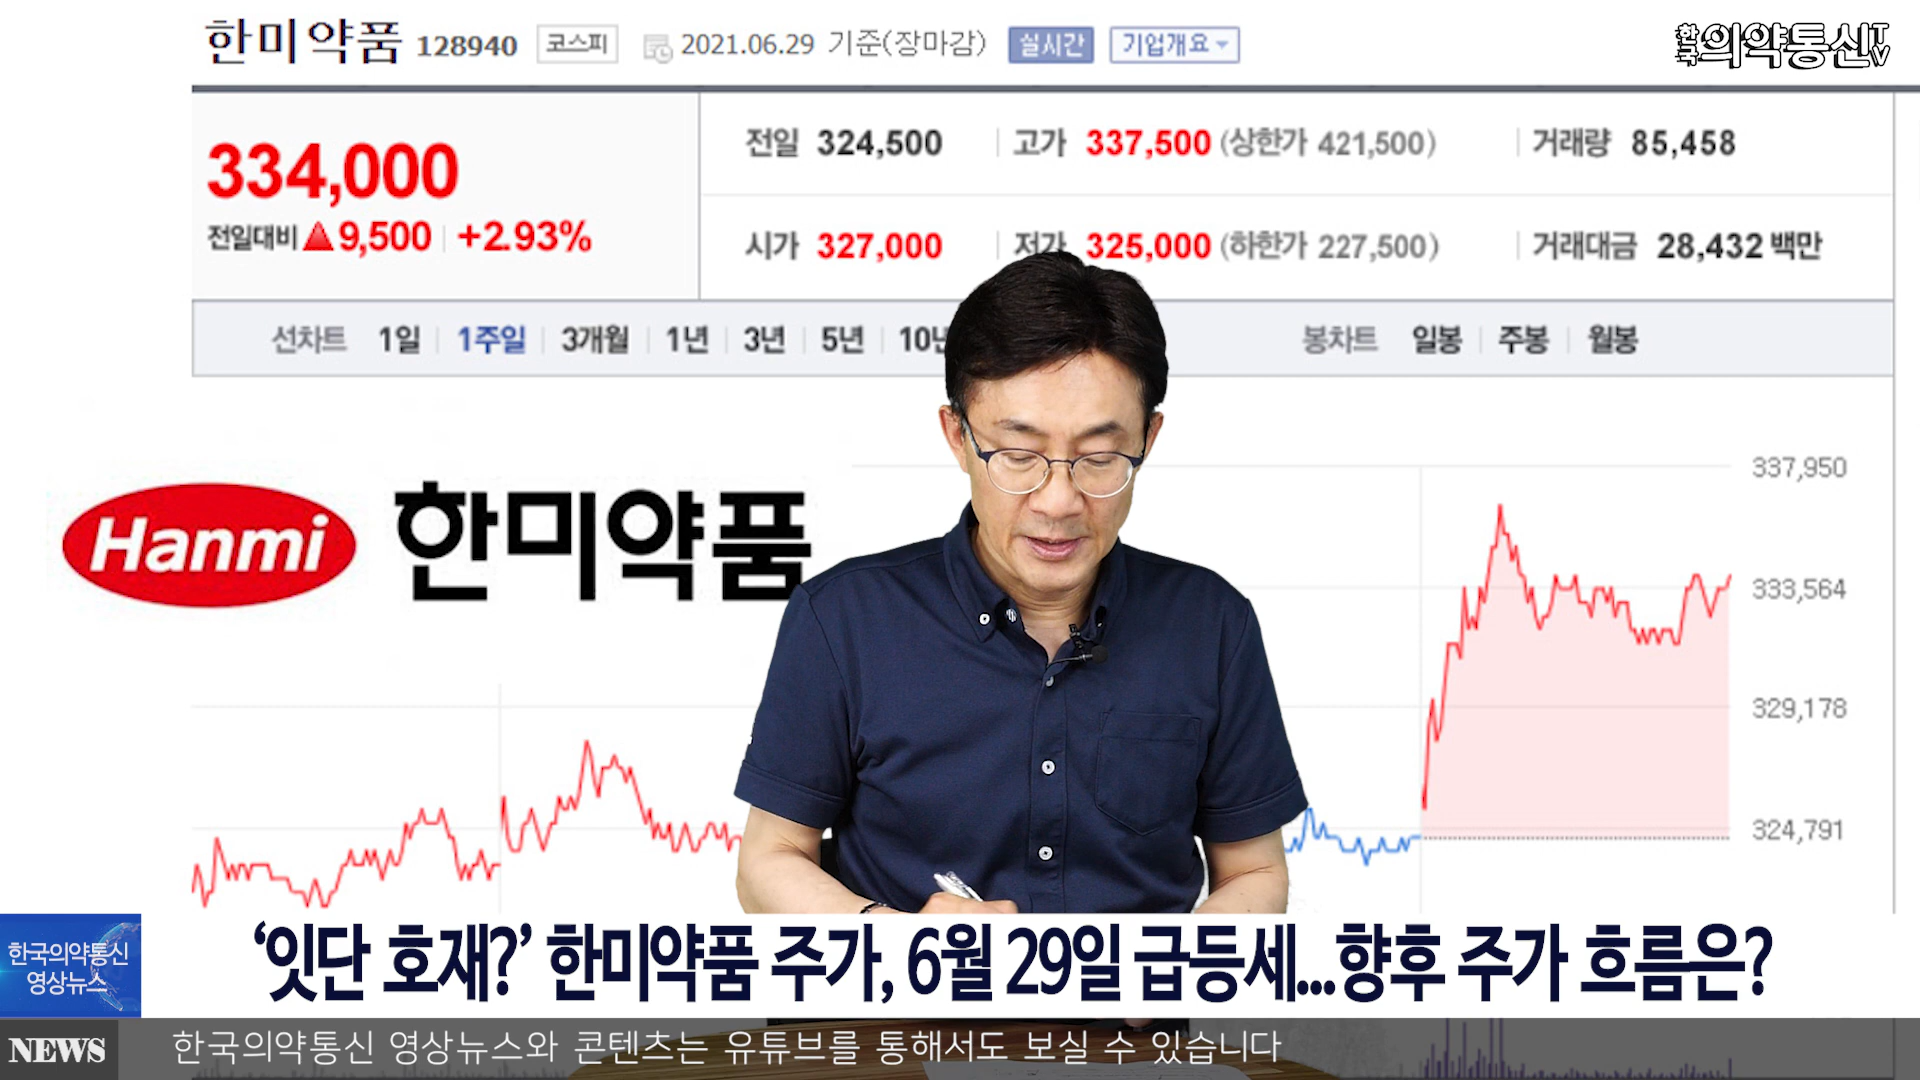 한미약품 128940 코스피 2021.06.29 기준(장마감) 실시간 기업개요
한국의약통신TV
334,000
전일대비 ▲9,500 +2.93%
전일 324,500 고가 337,500 (상한가 421,500) 거래량 85,458
시가 327,000 저가 325,000 (하한가 227,500) 거래대금 28,432 백만
선차트 1일 1주일 3개월 1년 3년 5년 10년 봉차트 일봉 주봉 월봉
Hanmi 한미약품
337,950
333,564
329,178
324,791
한국의약통신
영상뉴스
‘잇단 호재?’ 한미약품 주가, 6월 29일 급등세...향후 주가 흐름은?
NEWS 한국의약통신 영상뉴스와 콘텐츠는 유튜브를 통해서도 보실 수 있습니다